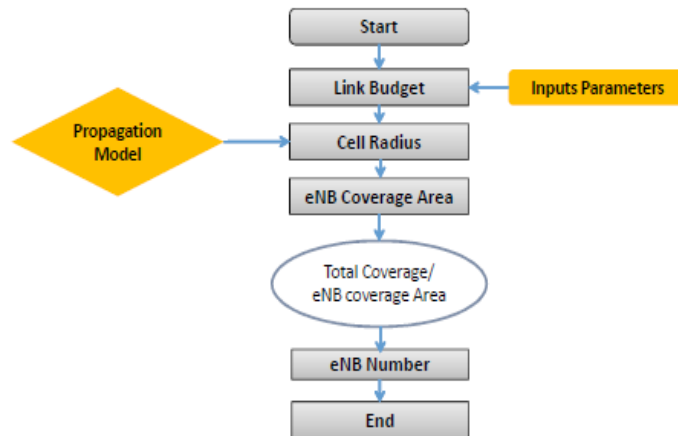 Start
Link Budget
Inputs Parameters
Propagation
Model
Cell Radius
eNB Coverage Area
Total Coverage/
eNB coverage Area
eNB Number
End